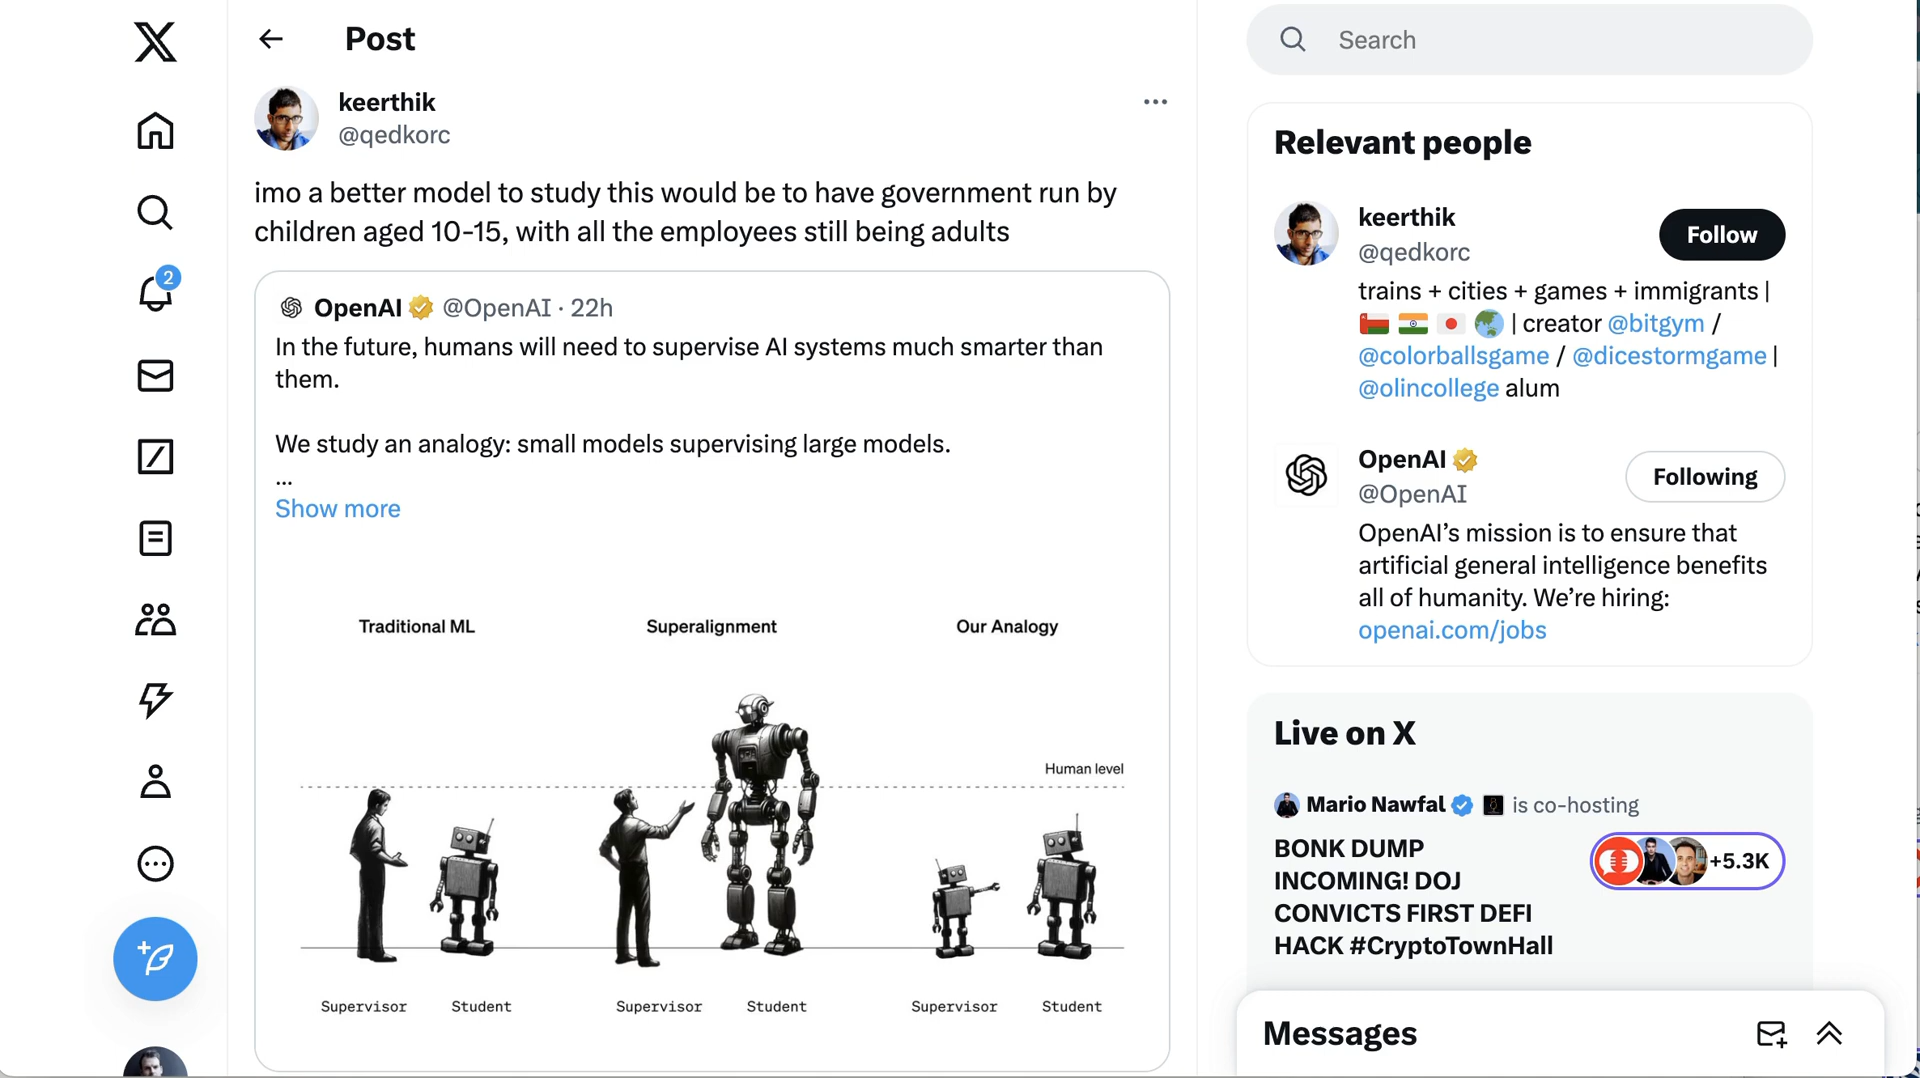 Post
keerthik
@qedkorc
imo a better model to study this would be to have government run by
children aged 10-15, with all the employees still being adults
OpenAI @OpenAI · 22h
In the future, humans will need to supervise AI systems much smarter than
them.
We study an analogy: small models supervising large models.
...
Show more
Traditional ML
Superalignment
Our Analogy
Human level
Supervisor
Student
Supervisor
Student
Supervisor
Student
2
Search
Relevant people
keerthik
@qedkorc
Follow
trains + cities + games + immigrants |
| creator @bitgym /
@colorballsgame / @dicestormgame |
@olincollege alum
OpenAI
@OpenAI
Following
OpenAI’s mission is to ensure that
artificial general intelligence benefits
all of humanity. We’re hiring:
openai.com/jobs
Live on X
Mario Nawfal is co-hosting
BONK DUMP
INCOMING! DOJ
CONVICTS FIRST DEFI
HACK #CryptoTownHall
+5.3K
Messages